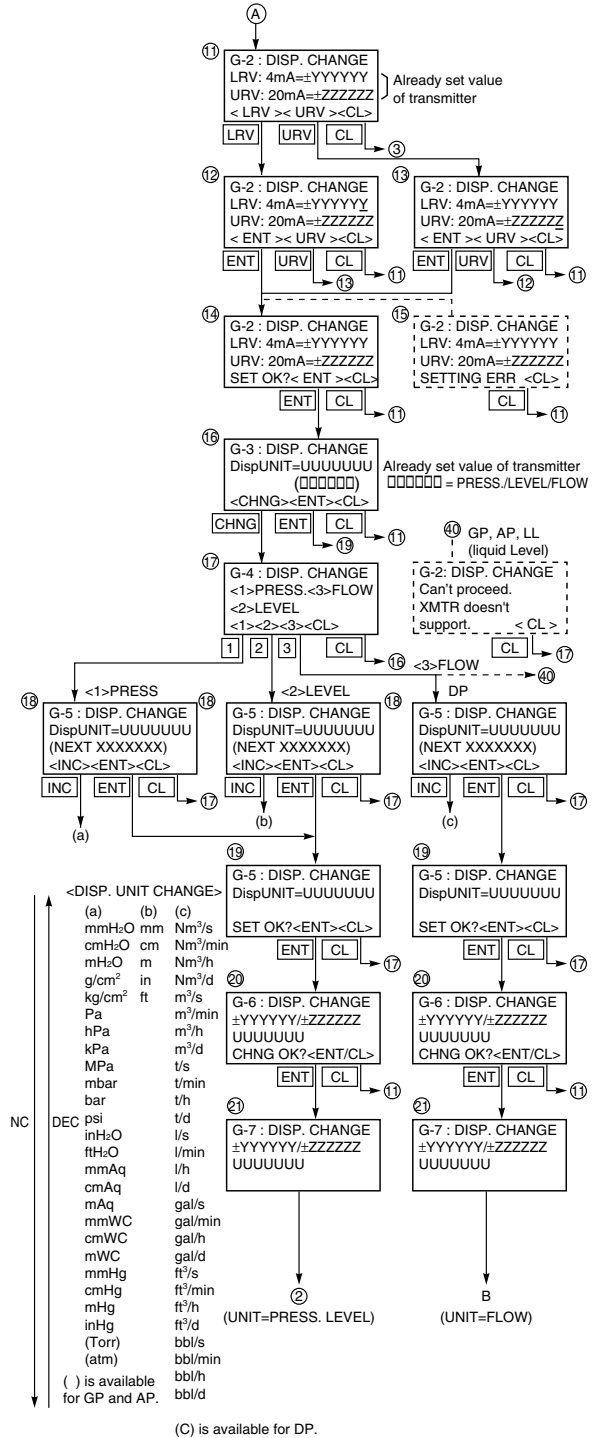 A
11
G-2 : DISP. CHANGE
LRV: 4mA=±YYYYYY
URV: 20mA=±ZZZZZZ
< LRV >< URV ><CL>
Already set value
of transmitter
LRV URV CL
3
12
G-2 : DISP. CHANGE
LRV: 4mA=±YYYYYY
URV: 20mA=±ZZZZZZ
< ENT >< URV ><CL>
ENT URV CL
13
11
13
G-2 : DISP. CHANGE
LRV: 4mA=±YYYYYY
URV: 20mA=±ZZZZZZ
< ENT >< URV ><CL>
ENT URV CL
12
11
14
G-2 : DISP. CHANGE
LRV: 4mA=±YYYYYY
URV: 20mA=±ZZZZZZ
SET OK?< ENT ><CL>
ENT CL
11
15
G-2 : DISP. CHANGE
LRV: 4mA=±YYYYYY
URV: 20mA=±ZZZZZZ
SETTING ERR <CL>
CL
11
16
G-3 : DISP. CHANGE
DispUNIT=UUUUUUU
(▯▯▯▯▯▯)
<CHNG><ENT><CL>
Already set value of transmitter
▯▯▯▯▯▯ = PRESS./LEVEL/FLOW
CHNG ENT CL
19
11
17
G-4 : DISP. CHANGE
<1>PRESS.<3>FLOW
<2>LEVEL
<1><2><3><CL>
1 2 3 CL
16
40 GP, AP, LL
(liquid Level)
G-2: DISP. CHANGE
Can't proceed.
XMTR doesn't
support. < CL >
CL
17
<3>FLOW
40
<1>PRESS
18
G-5 : DISP. CHANGE
DispUNIT=UUUUUUU
(NEXT XXXXXXX)
<INC><ENT><CL>
INC ENT CL
17
(a)
<2>LEVEL
18
G-5 : DISP. CHANGE
DispUNIT=UUUUUUU
(NEXT XXXXXXX)
<INC><ENT><CL>
INC ENT CL
17
(b)
DP
18
G-5 : DISP. CHANGE
DispUNIT=UUUUUUU
(NEXT XXXXXXX)
<INC><ENT><CL>
INC ENT CL
17
(c)
19
G-5 : DISP. CHANGE
DispUNIT=UUUUUUU
SET OK?<ENT><CL>
ENT CL
17
19
G-5 : DISP. CHANGE
DispUNIT=UUUUUUU
SET OK?<ENT><CL>
ENT CL
17
20
G-6 : DISP. CHANGE
±YYYYYY/±ZZZZZZ
UUUUUUU
CHNG OK?<ENT/CL>
ENT CL
11
20
G-6 : DISP. CHANGE
±YYYYYY/±ZZZZZZ
UUUUUUU
CHNG OK?<ENT/CL>
ENT CL
11
21
G-7 : DISP. CHANGE
±YYYYYY/±ZZZZZZ
UUUUUUU
21
G-7 : DISP. CHANGE
±YYYYYY/±ZZZZZZ
UUUUUUU
2
(UNIT=PRESS. LEVEL)
B
(UNIT=FLOW)
<DISP. UNIT CHANGE>
(a) (b) (c)
mmH₂O mm Nm³/s
cmH₂O cm Nm³/min
mH₂O m Nm³/h
g/cm² in Nm³/d
kg/cm² ft m³/s
Pa m³/min
hPa m³/h
kPa m³/d
MPa t/s
mbar t/min
bar t/h
NC DEC psi t/d
inH₂O l/s
ftH₂O l/min
mmAq l/h
cmAq l/d
mAq gal/s
mmWC gal/min
cmWC gal/h
mWC gal/d
mmHg ft³/s
cmHg ft³/min
mHg ft³/h
inHg ft³/d
(Torr) bbl/s
(atm) bbl/min
bbl/h
bbl/d
( ) is available
for GP and AP.
(C) is available for DP.